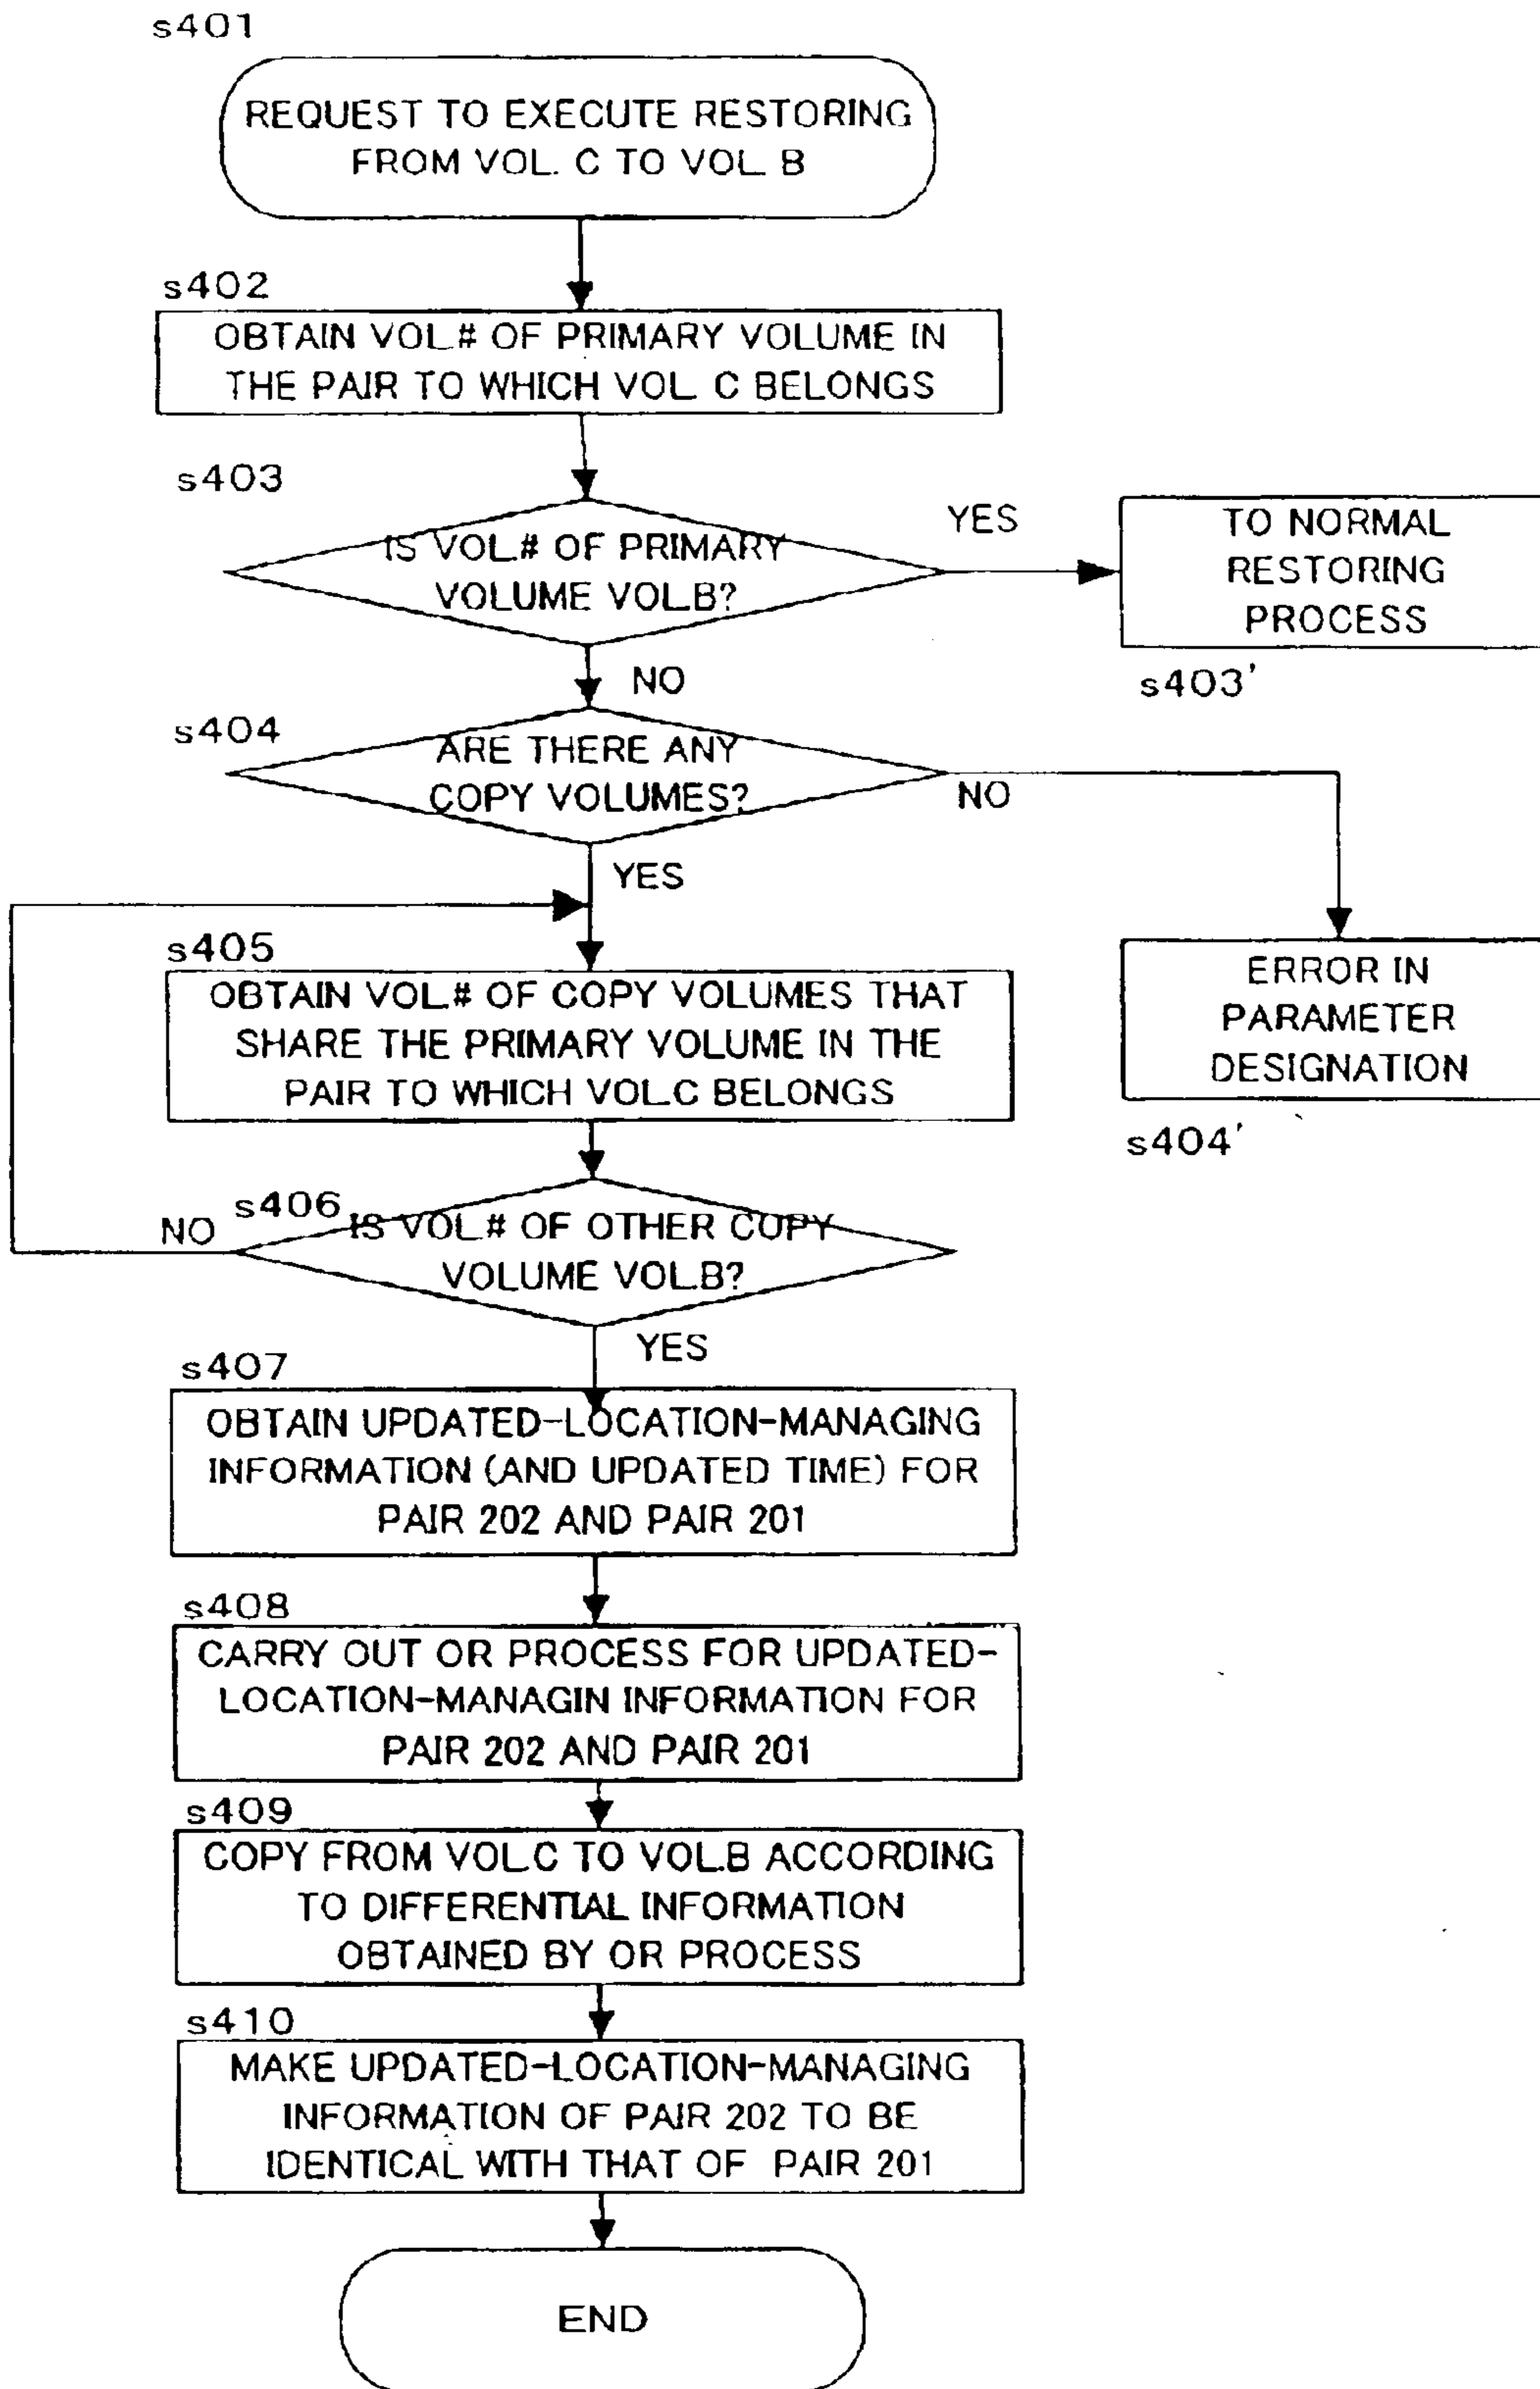 s401
REQUEST TO EXECUTE RESTORING
FROM VOL. C TO VOL. B
s402
OBTAIN VOL.# OF PRIMARY VOLUME IN
THE PAIR TO WHICH VOL. C BELONGS
s403
IS VOL.# OF PRIMARY
VOLUME VOL.B?
YES
TO NORMAL
RESTORING
PROCESS
s403'
NO
s404
ARE THERE ANY
COPY VOLUMES?
NO
YES
ERROR IN
PARAMETER
DESIGNATION
s404'
s405
OBTAIN VOL.# OF COPY VOLUMES THAT
SHARE THE PRIMARY VOLUME IN THE
PAIR TO WHICH VOL.C BELONGS
s406
IS VOL.# OF OTHER COPY
VOLUME VOL.B?
NO
YES
s407
OBTAIN UPDATED-LOCATION-MANAGING
INFORMATION (AND UPDATED TIME) FOR
PAIR 202 AND PAIR 201
s408
CARRY OUT OR PROCESS FOR UPDATED-
LOCATION-MANAGIN INFORMATION FOR
PAIR 202 AND PAIR 201
s409
COPY FROM VOL.C TO VOL.B ACCORDING
TO DIFFERENTIAL INFORMATION
OBTAINED BY OR PROCESS
s410
MAKE UPDATED-LOCATION-MANAGING
INFORMATION OF PAIR 202 TO BE
IDENTICAL WITH THAT OF PAIR 201
END